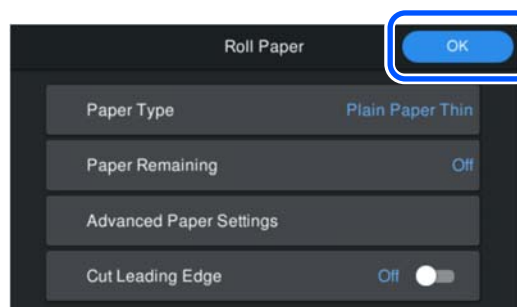 Roll Paper
OK
Paper Type Plain Paper Thin
Paper Remaining Off
Advanced Paper Settings
Cut Leading Edge Off